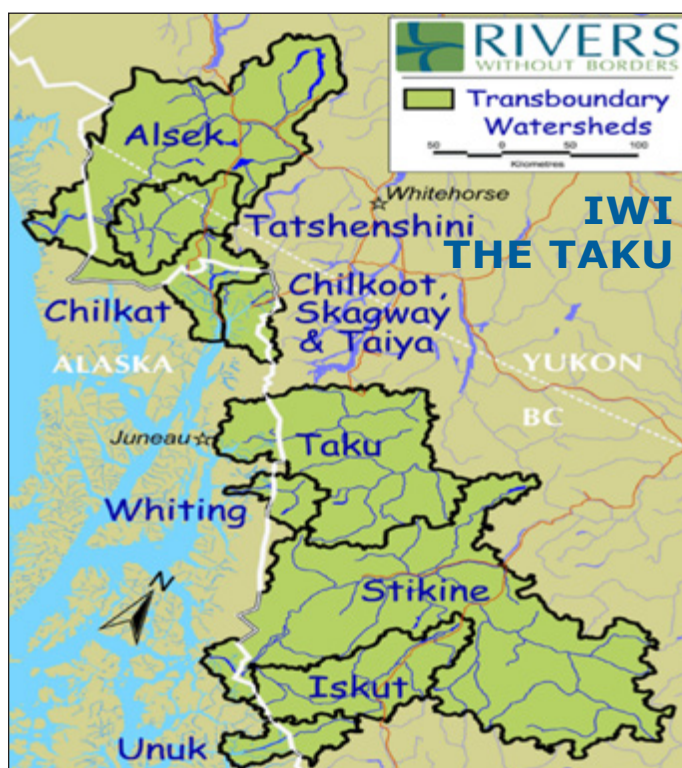 RIVERS
WITHOUT BORDERS
Transboundary
Watersheds
50 0 50 100
Kilometres
Alsek
Whitehorse
IWI
THE TAKU
Tatshenshini
Chilkat
Chilkoot,
Skagway
& Taiya
ALASKA
YUKON
BC
Juneau
Taku
Whiting
Stikine
N
Iskut
Unuk